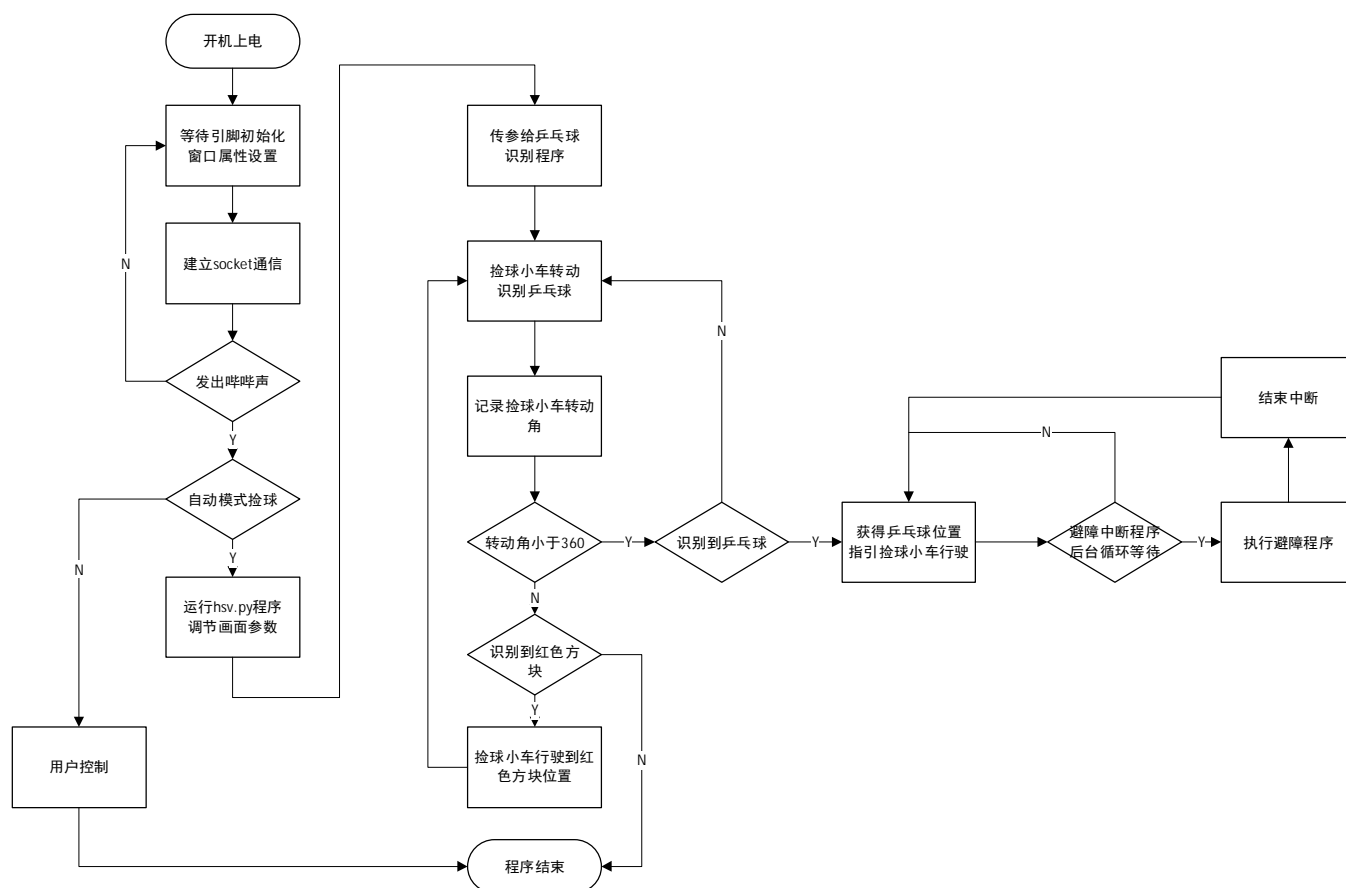 开机上电
等待引脚初始化
窗口属性设置
建立socket通信
N
发出哔哔声
Y
自动模式捡球
N
Y
运行hsv.py程序
调节画面参数
用户控制
传参给乒乓球
识别程序
捡球小车转动
识别乒乓球
记录捡球小车转动
角
转动角小于360
Y
N
识别到红色方
块
Y
N
捡球小车行驶到红
色方块位置
程序结束
识别到乒乓球
N
Y
获得乒乓球位置
指引捡球小车行驶
避障中断程序
后台循环等待
N
Y
执行避障程序
结束中断